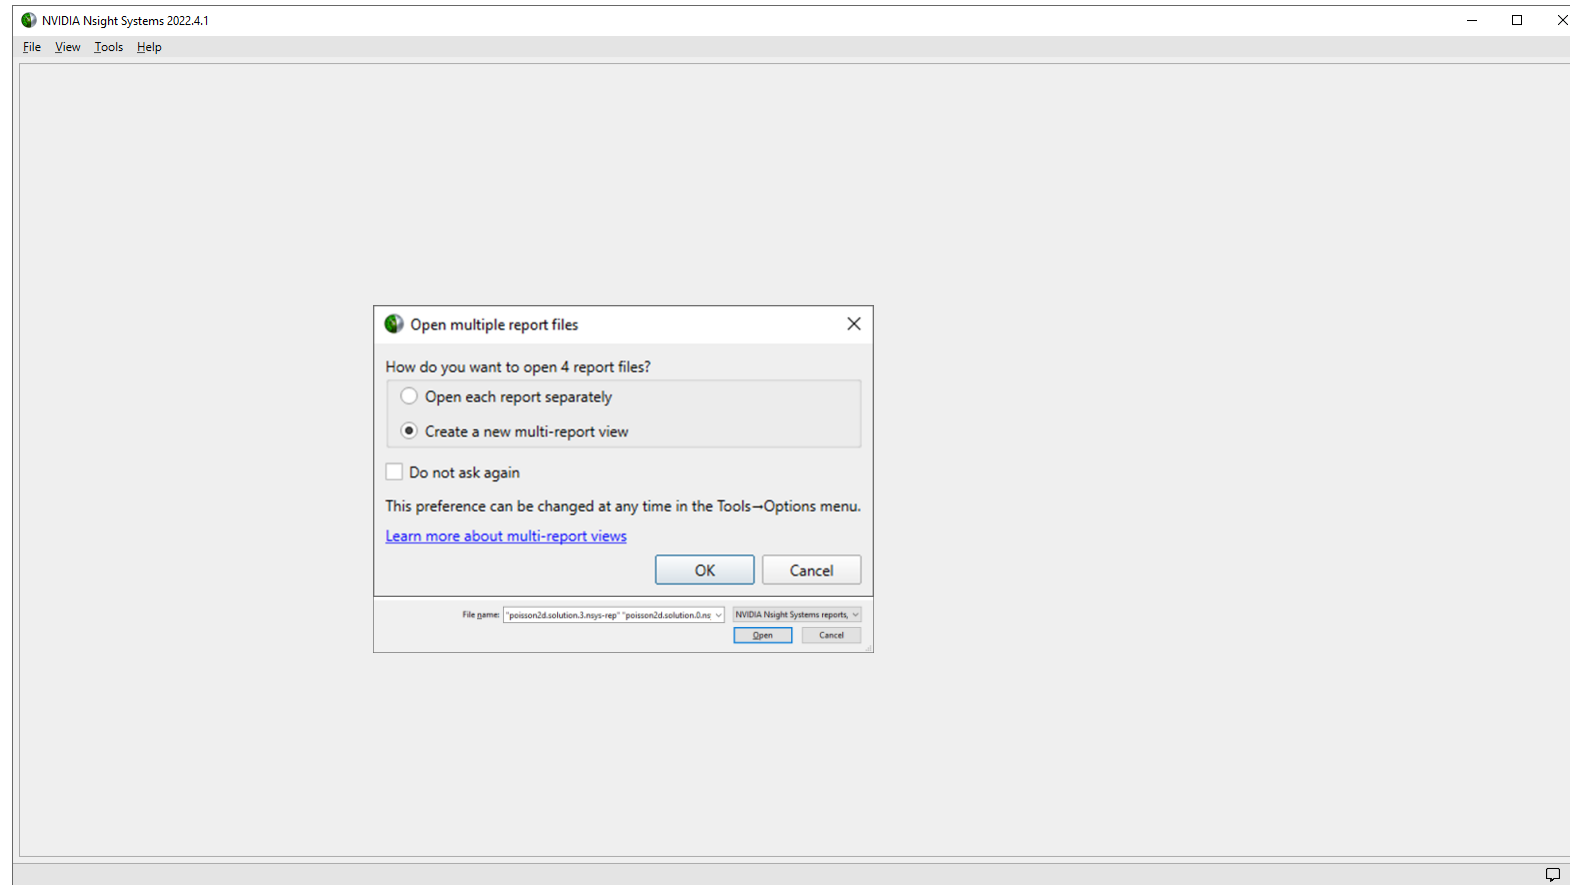 NVIDIA Nsight Systems 2022.4.1
File View Tools Help
Open multiple report files
How do you want to open 4 report files?
Open each report separately
Create a new multi-report view
Do not ask again
This preference can be changed at any time in the Tools→Options menu.
Learn more about multi-report views
OK Cancel
File name: "poisson2d.solution.3.nsys-rep" "poisson2d.solution.0.ns NVIDIA Nsight Systems reports,
Open Cancel